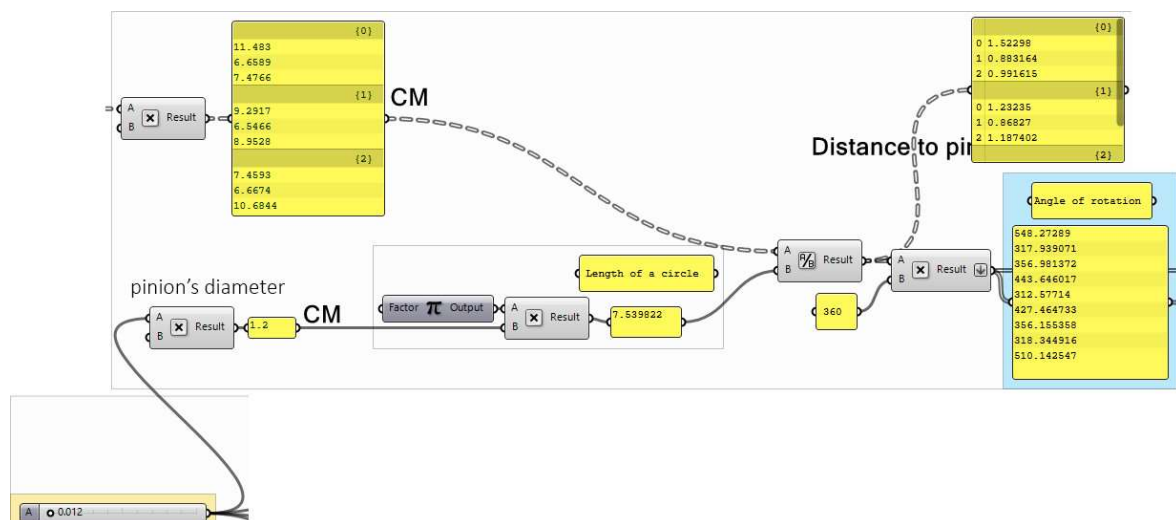 {0}
11.483
6.6589
7.4766
{1}
9.2917
6.5466
8.9528
{2}
7.4593
6.6674
10.6844
A
B
Result
CM
{0}
0 1.52298
1 0.883164
2 0.991615
{1}
0 1.23235
1 0.86827
2 1.187402
{2}
Distance to pin
Angle of rotation
548.27289
317.939071
356.981372
443.646017
312.57714
427.464733
356.155358
318.344916
510.142547
A
B
A/B
Result
A
B
Result
360
Length of a circle
Factor π Output
A
B
Result
7.539822
pinion's diameter
A
B
Result
1.2
CM
A 0.012